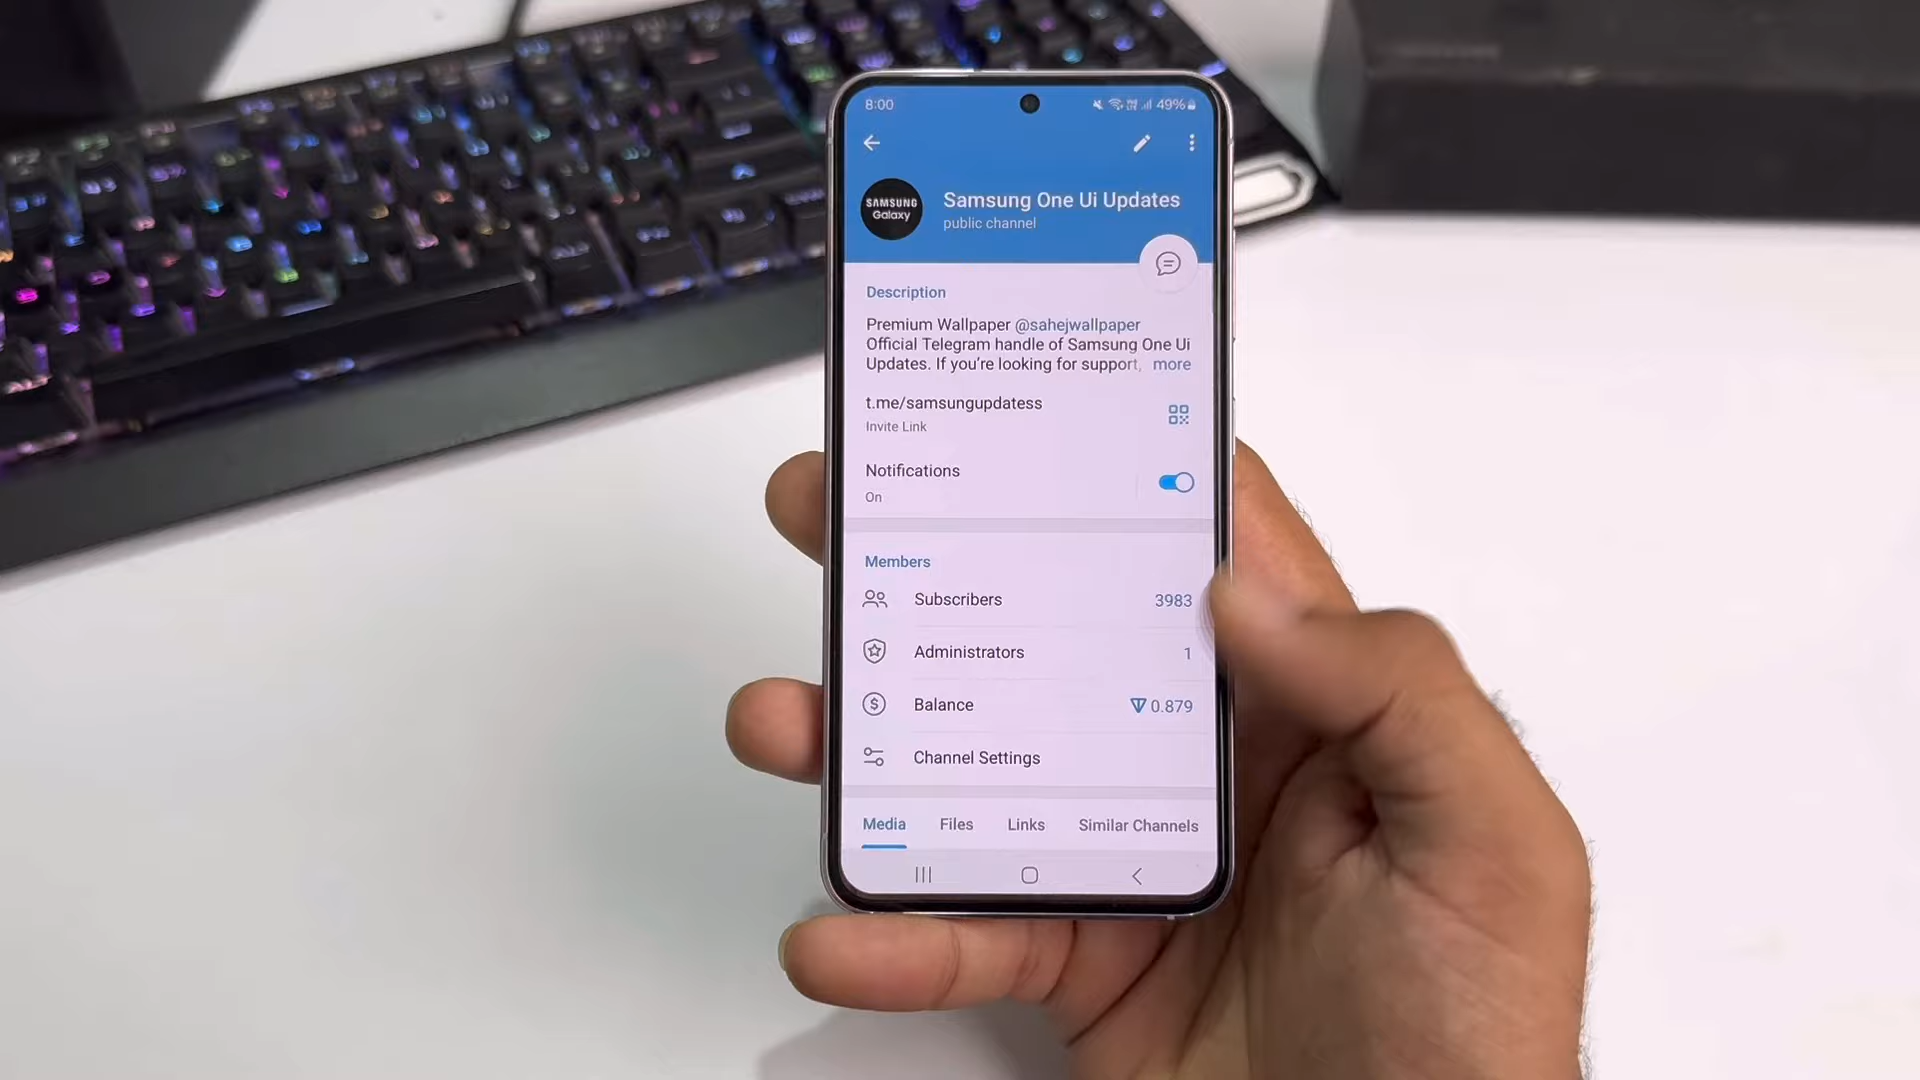 8:00
49%
SAMSUNG
Galaxy
Samsung One Ui Updates
public channel
Description
Premium Wallpaper @sahejwallpaper
Official Telegram handle of Samsung One Ui
Updates. If you're looking for support, more
t.me/samsungupdatess
Invite Link
Notifications
On
Members
Subscribers 3983
Administrators 1
Balance 0.879
Channel Settings
Media Files Links Similar Channels